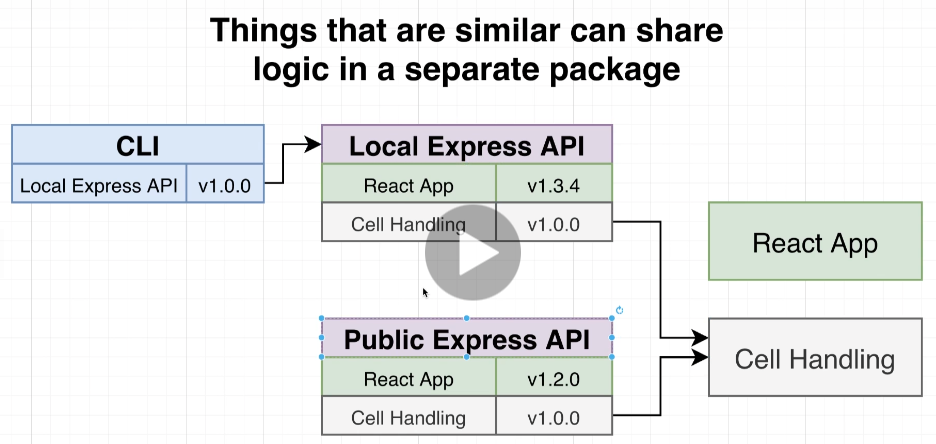 Things that are similar can share
logic in a separate package
CLI
Local Express API v1.0.0
Local Express API
React App v1.3.4
Cell Handling v1.0.0
React App
Public Express API
React App v1.2.0
Cell Handling v1.0.0
Cell Handling